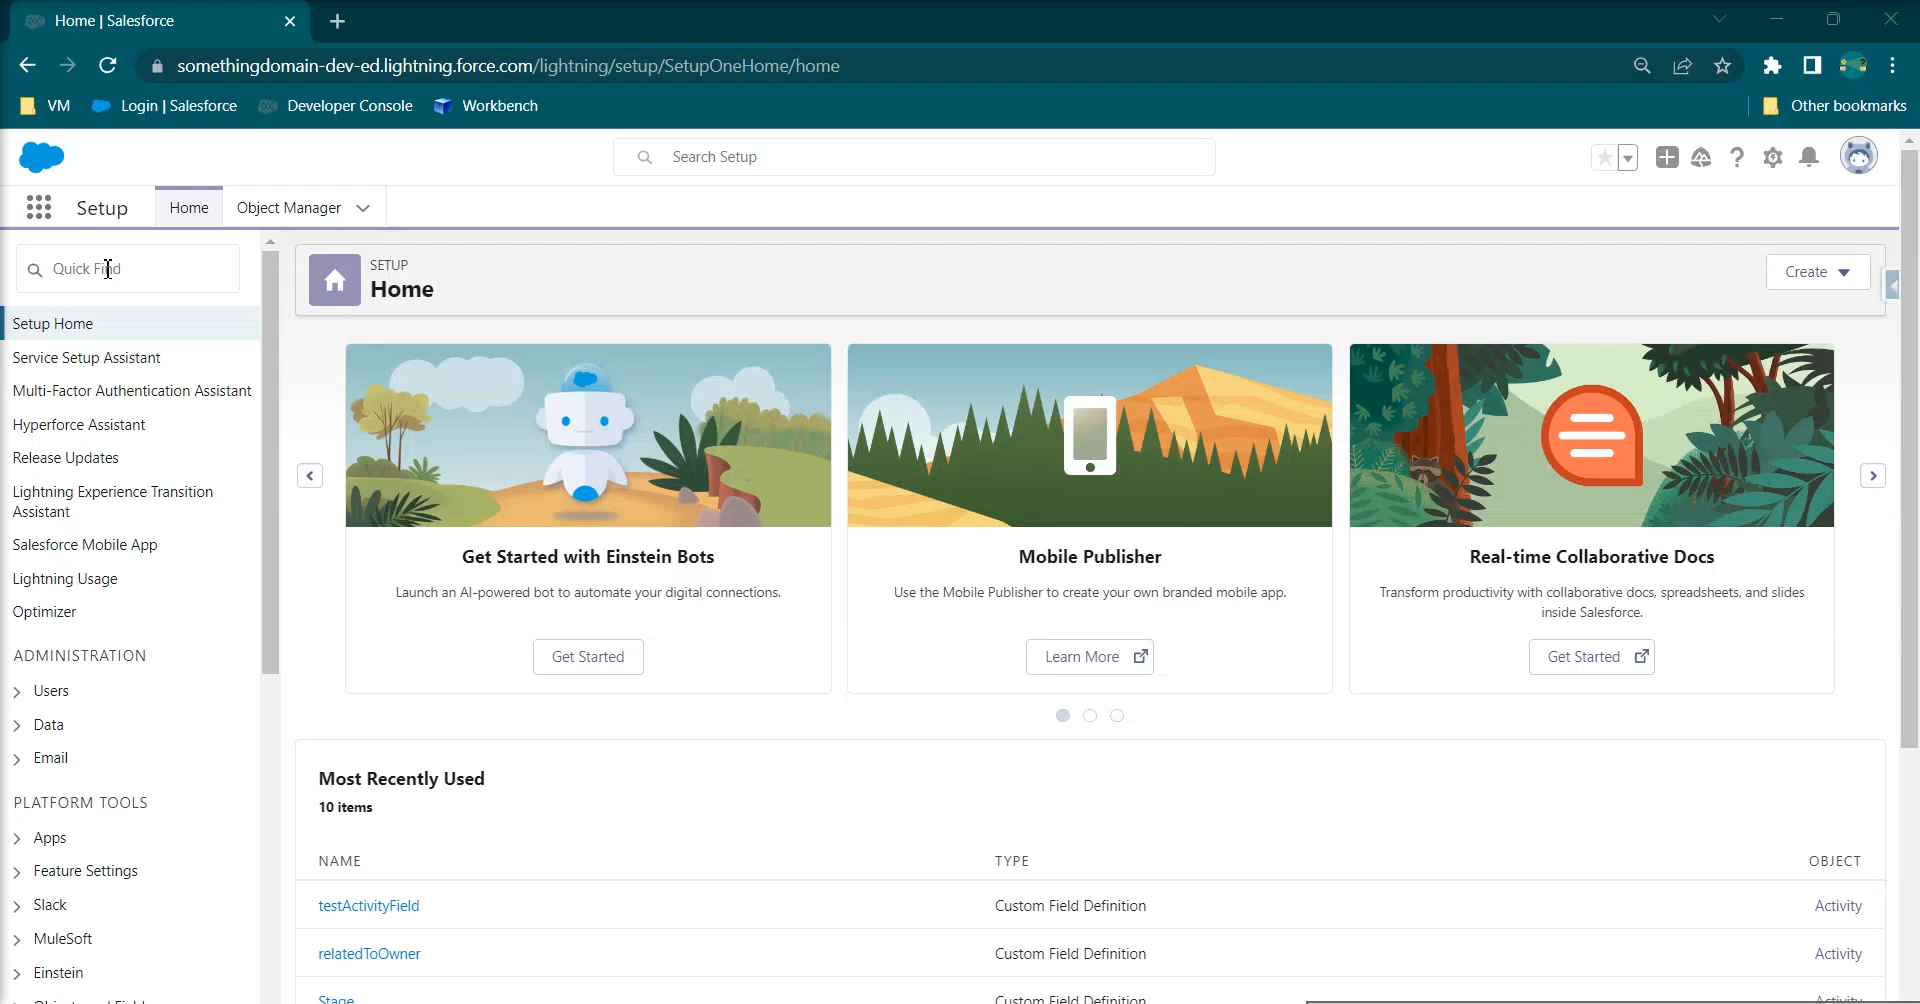 Home | Salesforce
somethingdomain-dev-ed.lightning.force.com/lightning/setup/SetupOneHome/home
VM
Login | Salesforce
Developer Console
Workbench
Other bookmarks
Search Setup
Setup
Home
Object Manager
Quick Find
Setup Home
Service Setup Assistant
Multi-Factor Authentication Assistant
Hyperforce Assistant
Release Updates
Lightning Experience Transition
Assistant
Salesforce Mobile App
Lightning Usage
Optimizer
ADMINISTRATION
Users
Data
Email
PLATFORM TOOLS
Apps
Feature Settings
Slack
MuleSoft
Einstein
SETUP
Home
Create
Get Started with Einstein Bots
Launch an AI-powered bot to automate your digital connections.
Get Started
Mobile Publisher
Use the Mobile Publisher to create your own branded mobile app.
Learn More
Real-time Collaborative Docs
Transform productivity with collaborative docs, spreadsheets, and slides
inside Salesforce.
Get Started
Most Recently Used
10 items
NAME TYPE OBJECT
testActivityField Custom Field Definition Activity
relatedToOwner Custom Field Definition Activity
Stage Custom Field Definition Activity